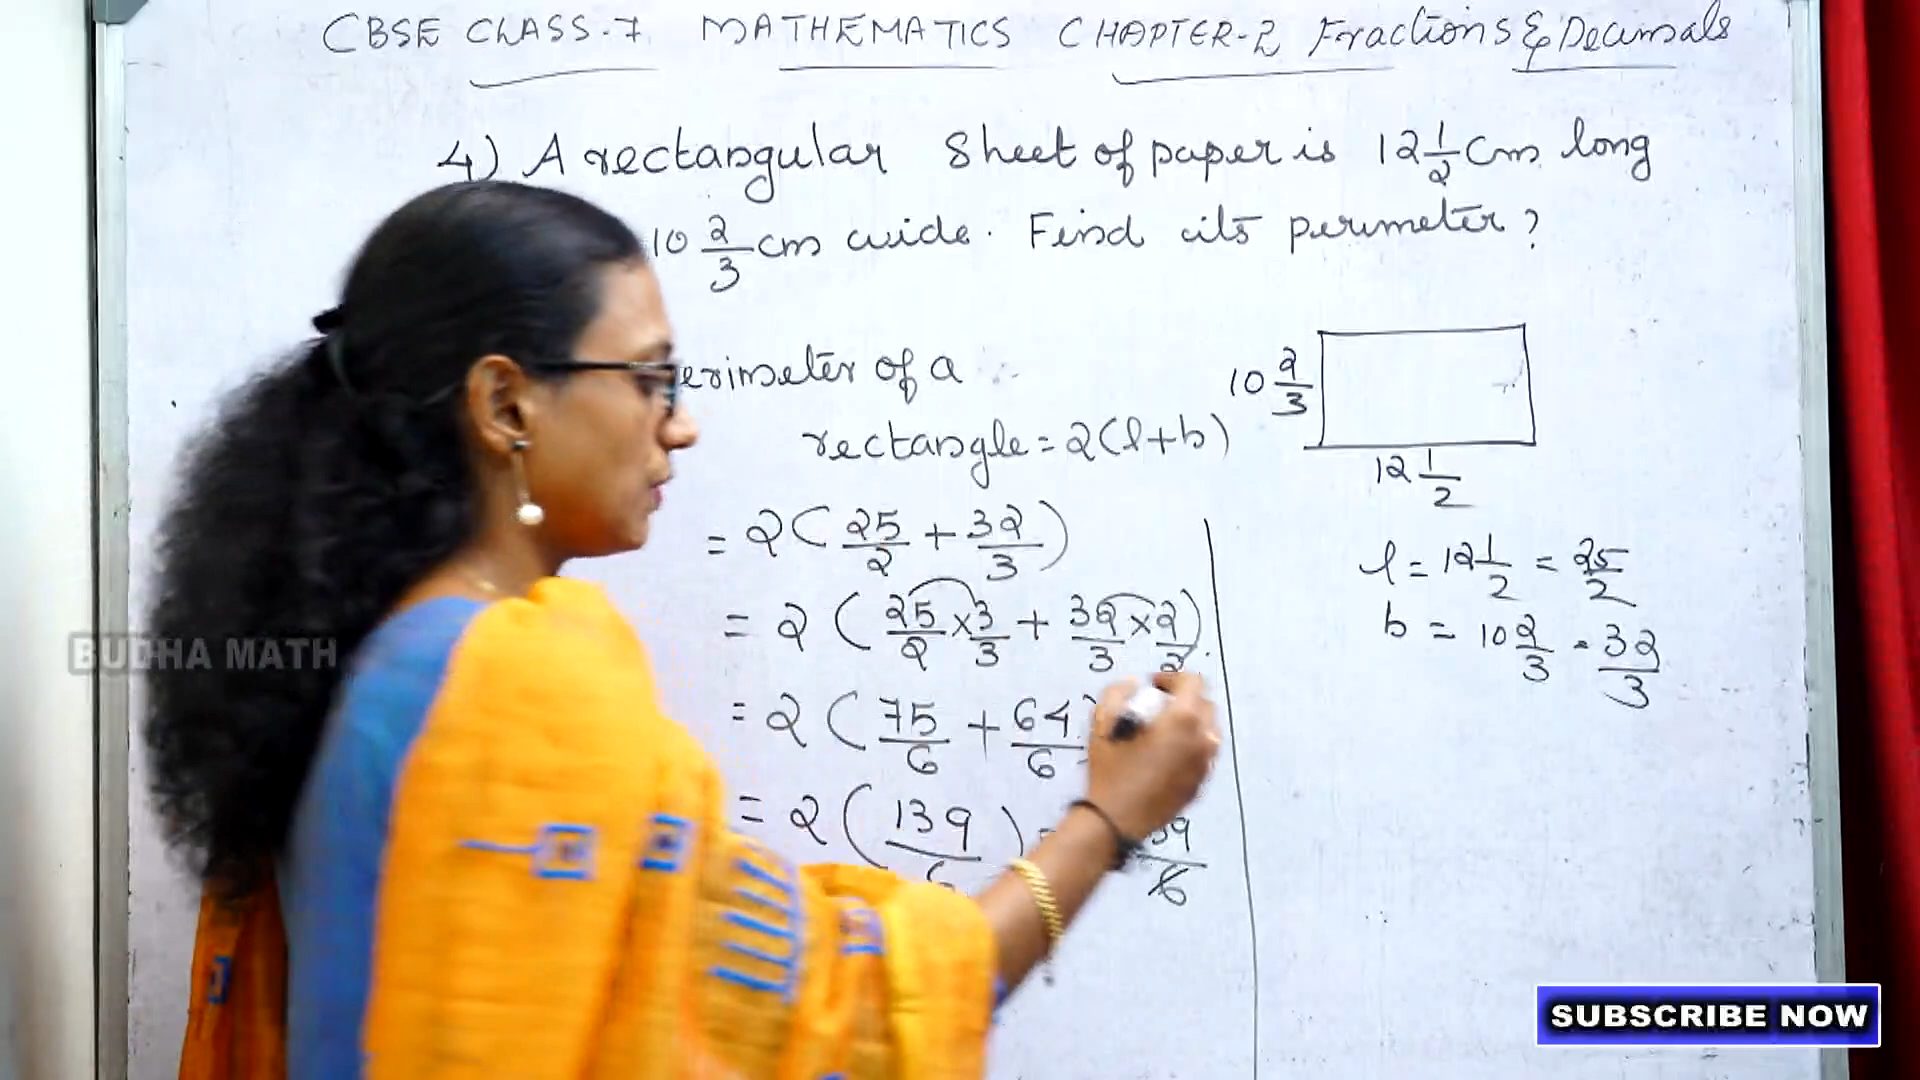 CBSE CLASS-7 MATHEMATICS CHAPTER-2 Fractions & Decimals
4) A rectangular sheet of paper is 12 1/2 cm long
10 2/3 cm wide. Find its perimeter?
erimeter of a
rectangle = 2(l+b)
= 2(25/2 + 32/3)
= 2(25/2 × 3/3 + 32/3 × 2/2)
= 2(75/6 + 64/6)
= 2(139/6) = 39/6
10 2/3
12 1/2
l = 12 1/2 = 25/2
b = 10 2/3 = 32/3
BUDHA MATH
SUBSCRIBE NOW